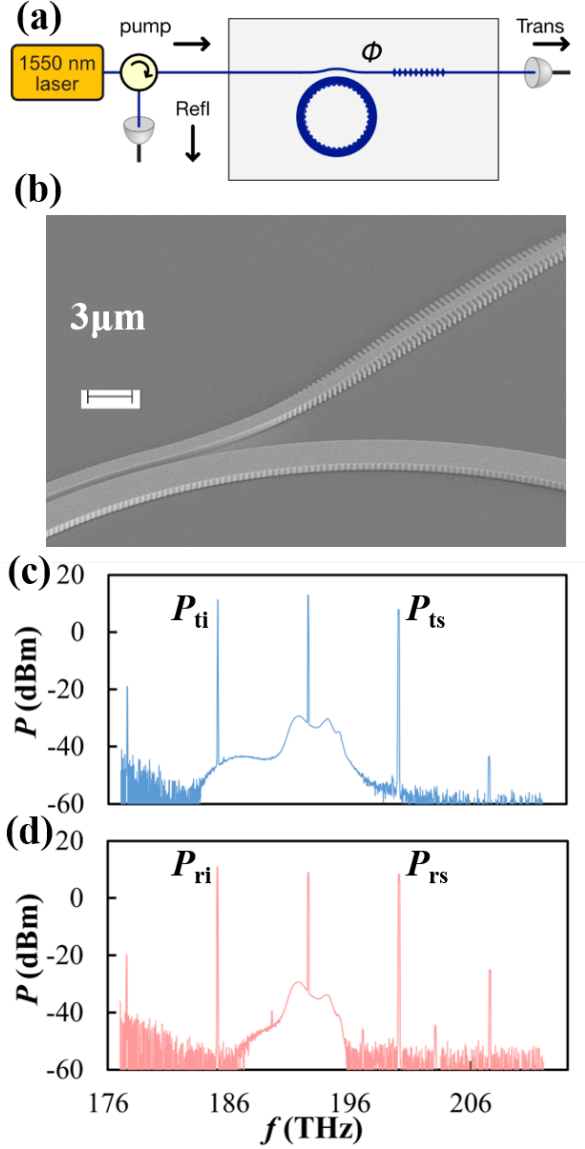 (a)
pump
Trans
1550 nm
laser
Φ
Refl
(b)
3μm
(c)
20
0
-20
-40
-60
P (dBm)
Pti
Pts
(d)
20
0
-20
-40
-60
P (dBm)
Pri
Prs
176
186
196
206
f (THz)